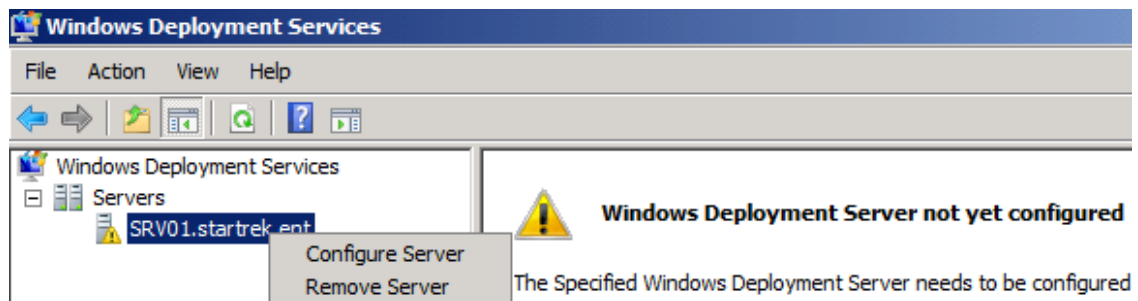 Windows Deployment Services
File Action View Help
Windows Deployment Services
Servers
SRV01.startrek.ent
Configure Server
Remove Server
Windows Deployment Server not yet configured
The Specified Windows Deployment Server needs to be configured